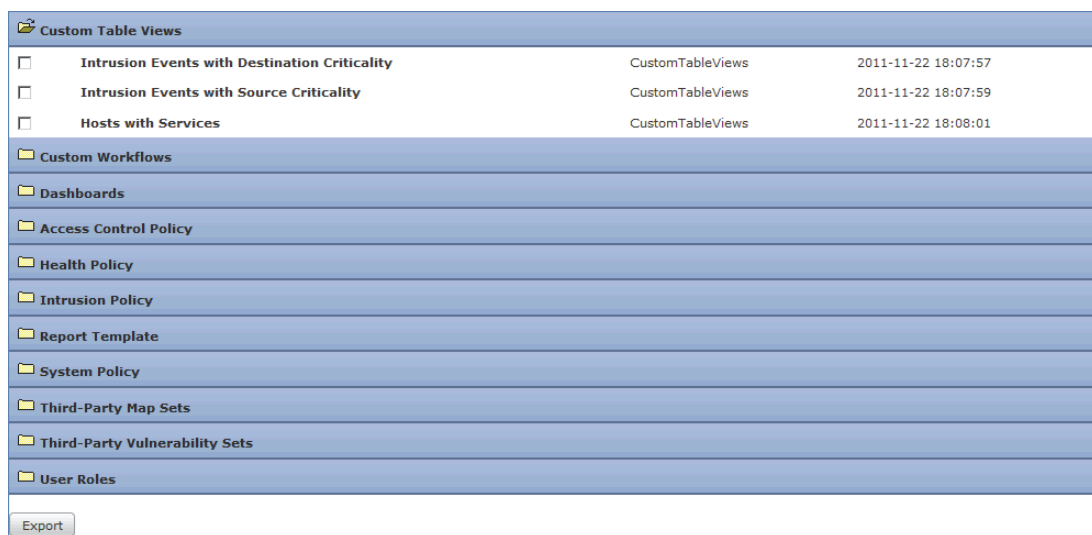 Custom Table Views
Intrusion Events with Destination Criticality CustomTableViews 2011-11-22 18:07:57
Intrusion Events with Source Criticality CustomTableViews 2011-11-22 18:07:59
Hosts with Services CustomTableViews 2011-11-22 18:08:01
Custom Workflows
Dashboards
Access Control Policy
Health Policy
Intrusion Policy
Report Template
System Policy
Third-Party Map Sets
Third-Party Vulnerability Sets
User Roles
Export